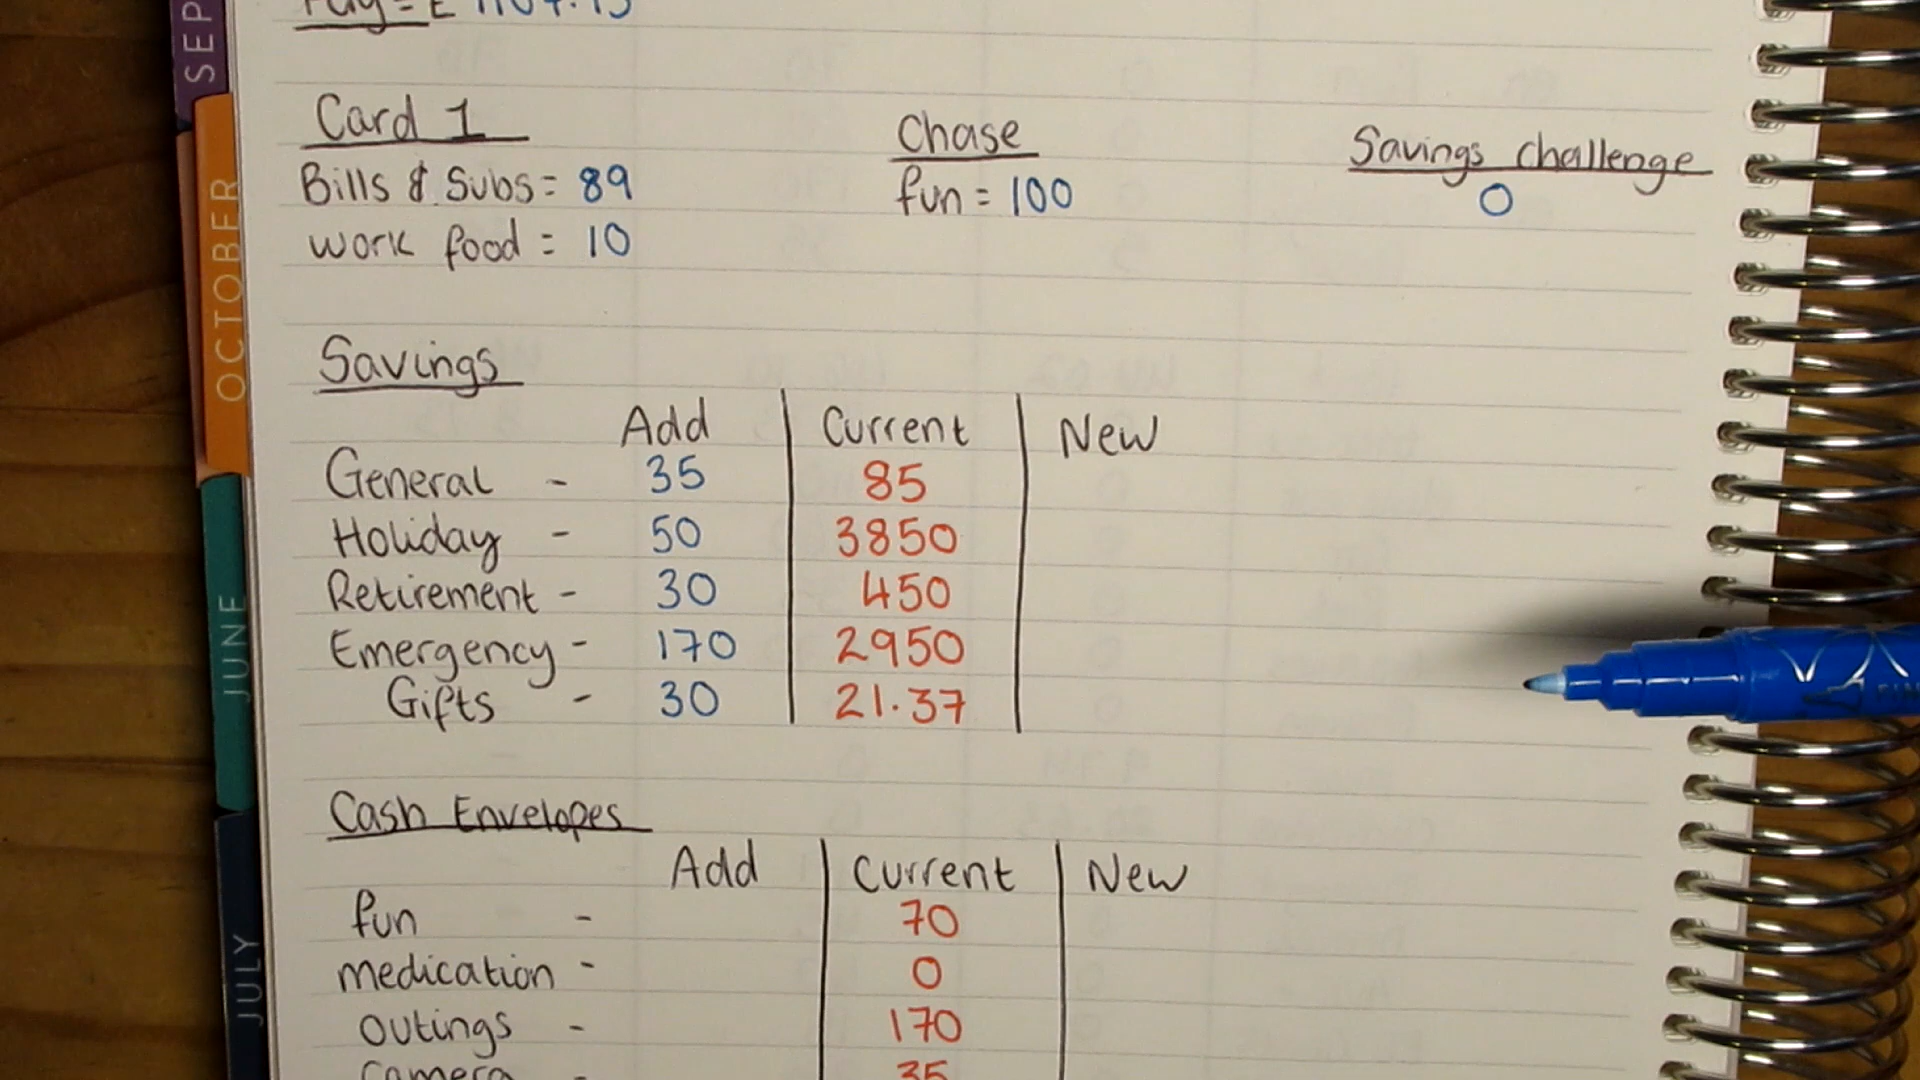 SEP
OCTOBER
JUNE
JULY
Card 1
Bills & Subs = 89
work food = 10
Chase
fun = 100
Savings challenge
0
Savings
Add Current New
General - 35 85
Holiday - 50 3850
Retirement - 30 450
Emergency - 170 2950
Gifts - 30 21.37
Cash Envelopes
Add Current New
fun - 70
medication - 0
outings - 170
camera - 35